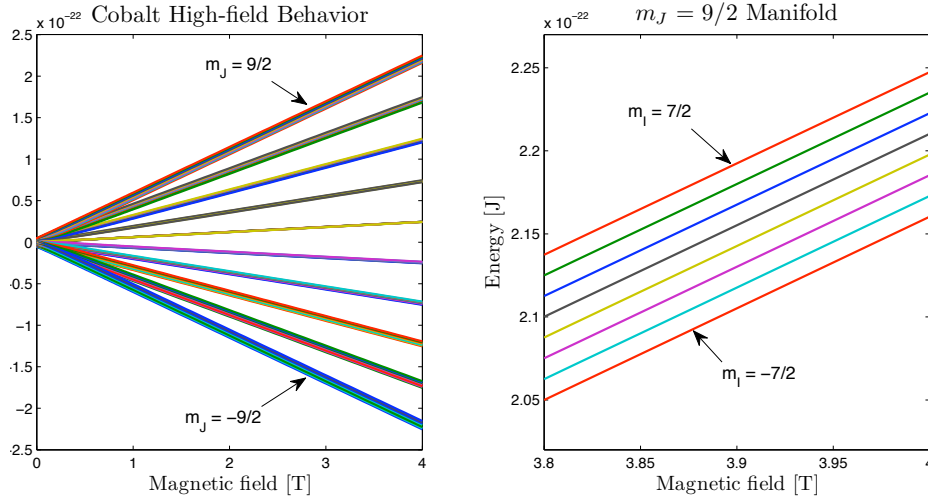 Cobalt High-field Behavior
x 10⁻²²
2.5
2
1.5
1
0.5
0
−0.5
−1
−1.5
−2
−2.5
m_J = 9/2
m_J = −9/2
0
1
2
3
4
Magnetic field [T]
m_J = 9/2 Manifold
x 10⁻²²
2.27
2.25
2.2
2.15
2.1
2.05
Energy [J]
m_I = 7/2
m_I = −7/2
3.8
3.85
3.9
3.95
4
Magnetic field [T]